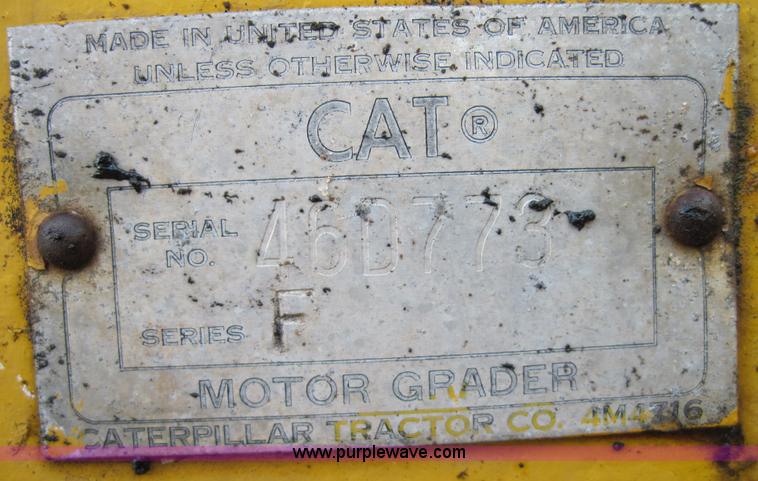 MADE IN UNITED STATES OF AMERICA
UNLESS OTHERWISE INDICATED
CAT®
SERIAL NO. 46D773
SERIES F
MOTOR GRADER
CATERPILLAR TRACTOR CO. 4M4716
www.purplewave.com